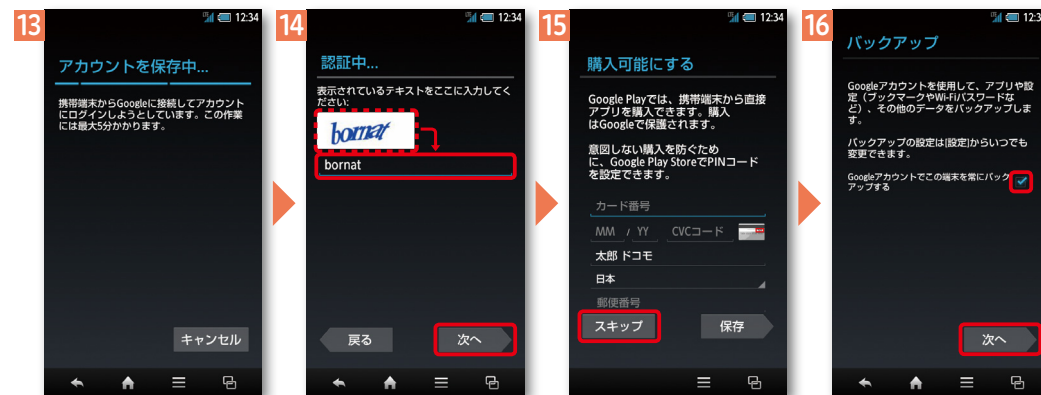 13
LTE 12:34
アカウントを保存中...
携帯端末からGoogleに接続してアカウント
にログインしようとしています。この作業
には最大5分かかります。
キャンセル
14
LTE 12:34
認証中...
表示されているテキストをここに入力してく
ださい:
bornat
bornat
戻る
次へ
15
LTE 12:34
購入可能にする
Google Playでは、携帯端末から直接
アプリを購入できます。購入
はGoogleで保護されます。
意図しない購入を防ぐため
に、Google Play StoreでPINコード
を設定できます。
カード番号
MM / YY CVCコード
太郎 ドコモ
日本
郵便番号
スキップ
保存
16
LTE 12:3
バックアップ
Googleアカウントを使用して、アプリや設
定（ブックマークやWi-Fiパスワードな
ど）、その他のデータをバックアップしま
す。
バックアップの設定は[設定]からいつでも
変更できます。
Googleアカウントでこの端末を常にバック
アップする
次へ